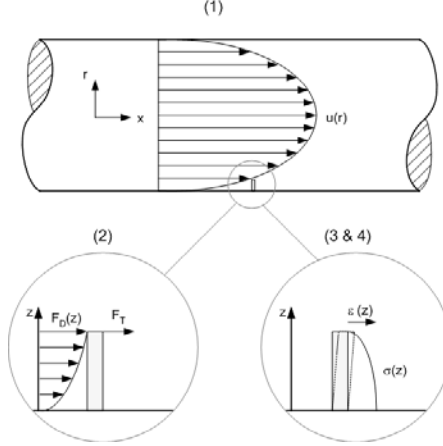 (1)
r
x
u(r)
(2)
(3 & 4)
z
F_D(z)
F_T
z
ε(z)
σ(z)